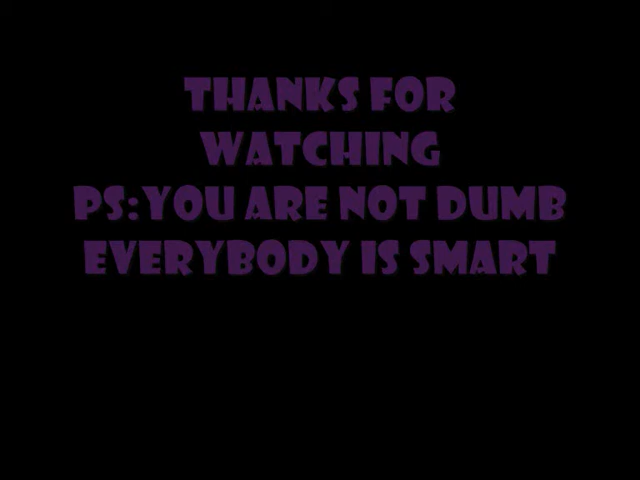 THANKS FOR
WATCHING
PS:YOU ARE NOT DUMB
EVERYBODY IS SMART